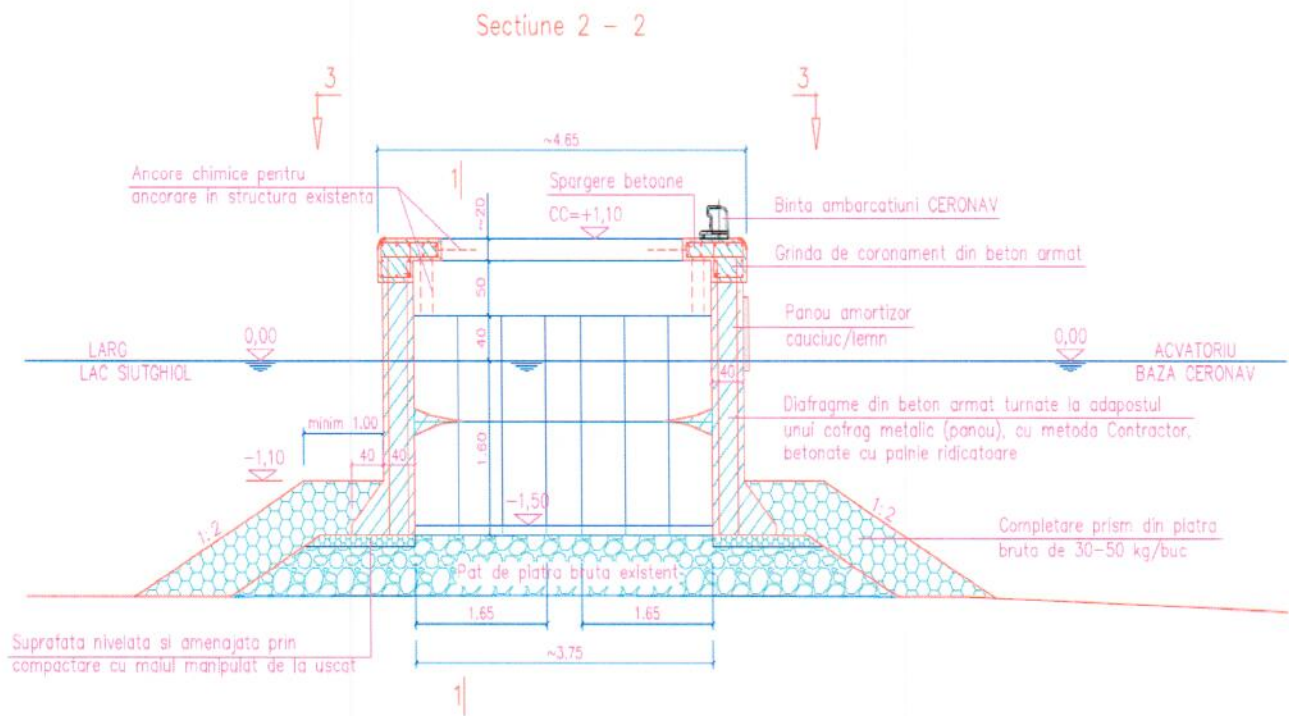 Sectiune 2 - 2
3
3
~4.65
Ancore chimice pentru
ancorare in structura existenta
1
Spargere betoane
CC=+1,10
~20
Binta ambarcatiuni CERONAV
Grinda de coronament din beton armat
50
Panou amortizor
cauciuc/lemn
40
LARG
LAC SIUTGHIOL
0,00
0,00
ACVATORIU
BAZA CERONAV
40
Diafragme din beton armat turnate la adapostul
unui cofrag metalic (panou), cu metoda Contractor,
betonate cu palnie ridicatoare
minim 1.00
1.60
-1,10
40
40
-1,50
1:2
1:2
Completare prism din piatra
bruta de 30-50 kg/buc
Pat de piatra bruta existent
1.65
1.65
Suprafata nivelata si amenajata prin
compactare cu maiul manipulat de la uscat
~3.75
1